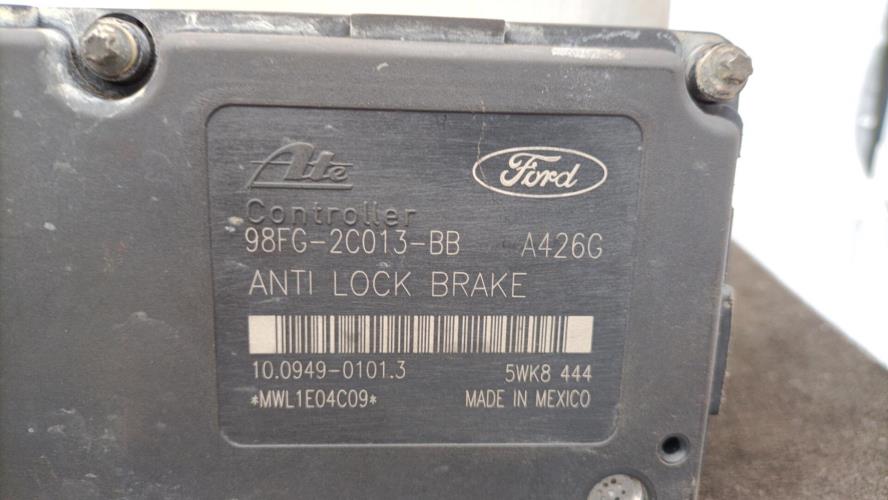 Ate
Ford
Controller
98FG-2C013-BB A426G
ANTI LOCK BRAKE
10.0949-0101.3 5WK8 444
*MWL1E04C09* MADE IN MEXICO